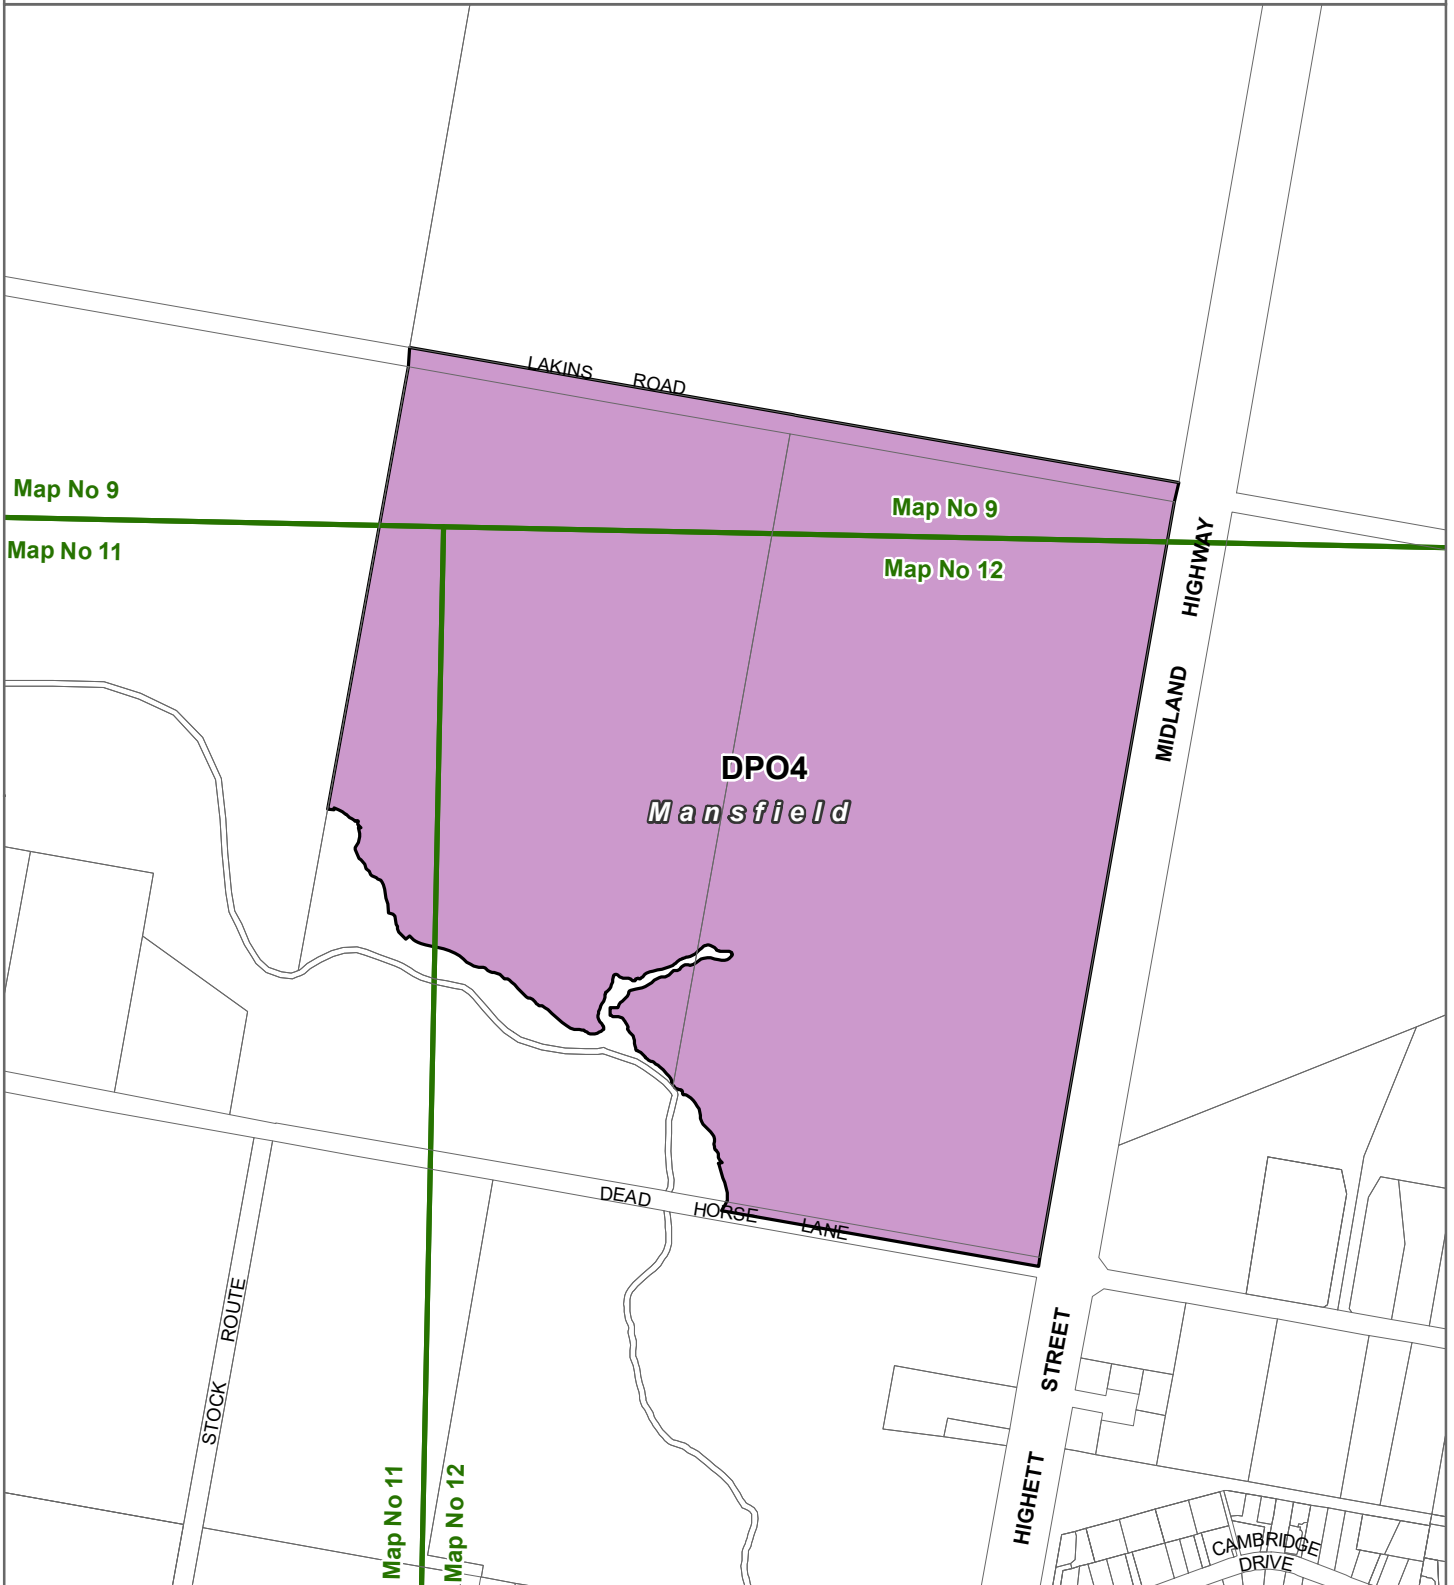 LAKINS ROAD
Map No 9
Map No 9
Map No 11
Map No 12
MIDLAND HIGHWAY
DPO4
Mansfield
DEAD HORSE LANE
STOCK ROUTE
HIGHETT STREET
Map No 11
Map No 12
CAMBRIDGE
DRIVE